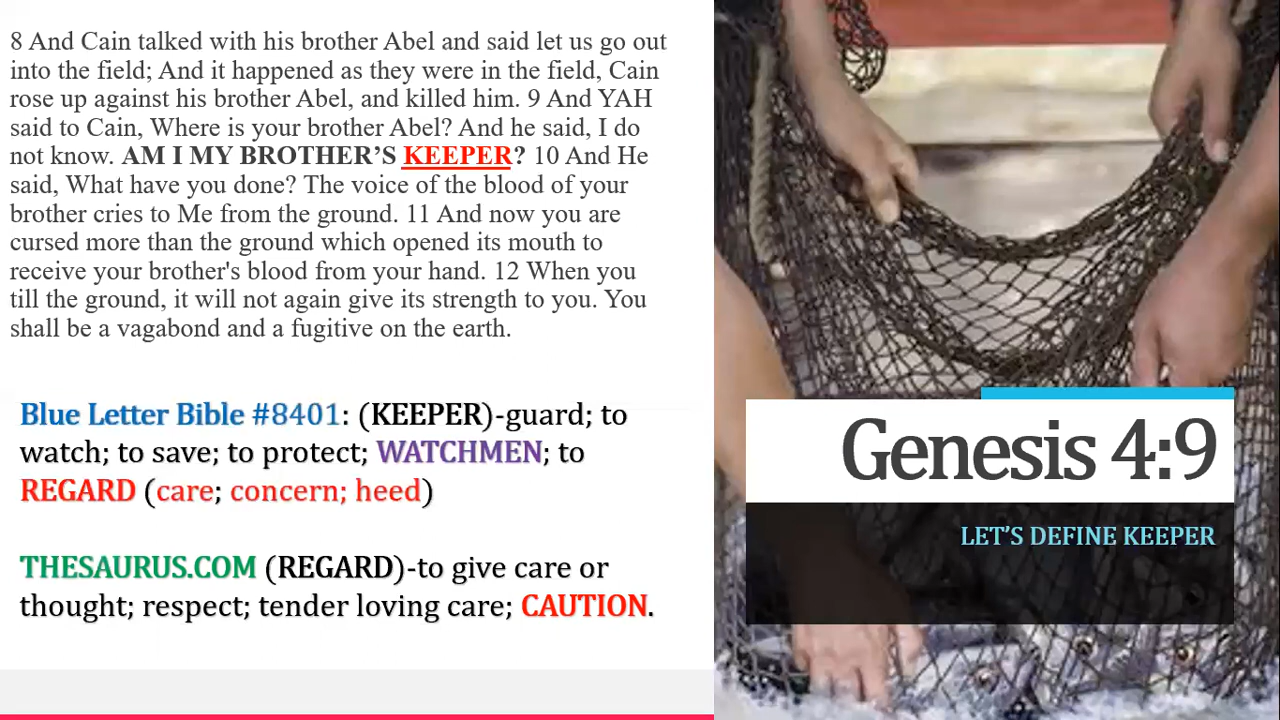 8 And Cain talked with his brother Abel and said let us go out
into the field; And it happened as they were in the field, Cain
rose up against his brother Abel, and killed him. 9 And YAH
said to Cain, Where is your brother Abel? And he said, I do
not know. AM I MY BROTHER’S KEEPER? 10 And He
said, What have you done? The voice of the blood of your
brother cries to Me from the ground. 11 And now you are
cursed more than the ground which opened its mouth to
receive your brother's blood from your hand. 12 When you
till the ground, it will not again give its strength to you. You
shall be a vagabond and a fugitive on the earth.
Blue Letter Bible #8401: (KEEPER)-guard; to
watch; to save; to protect; WATCHMEN; to
REGARD (care; concern; heed)
THESAURUS.COM (REGARD)-to give care or
thought; respect; tender loving care; CAUTION.
Genesis 4:9
LET’S DEFINE KEEPER